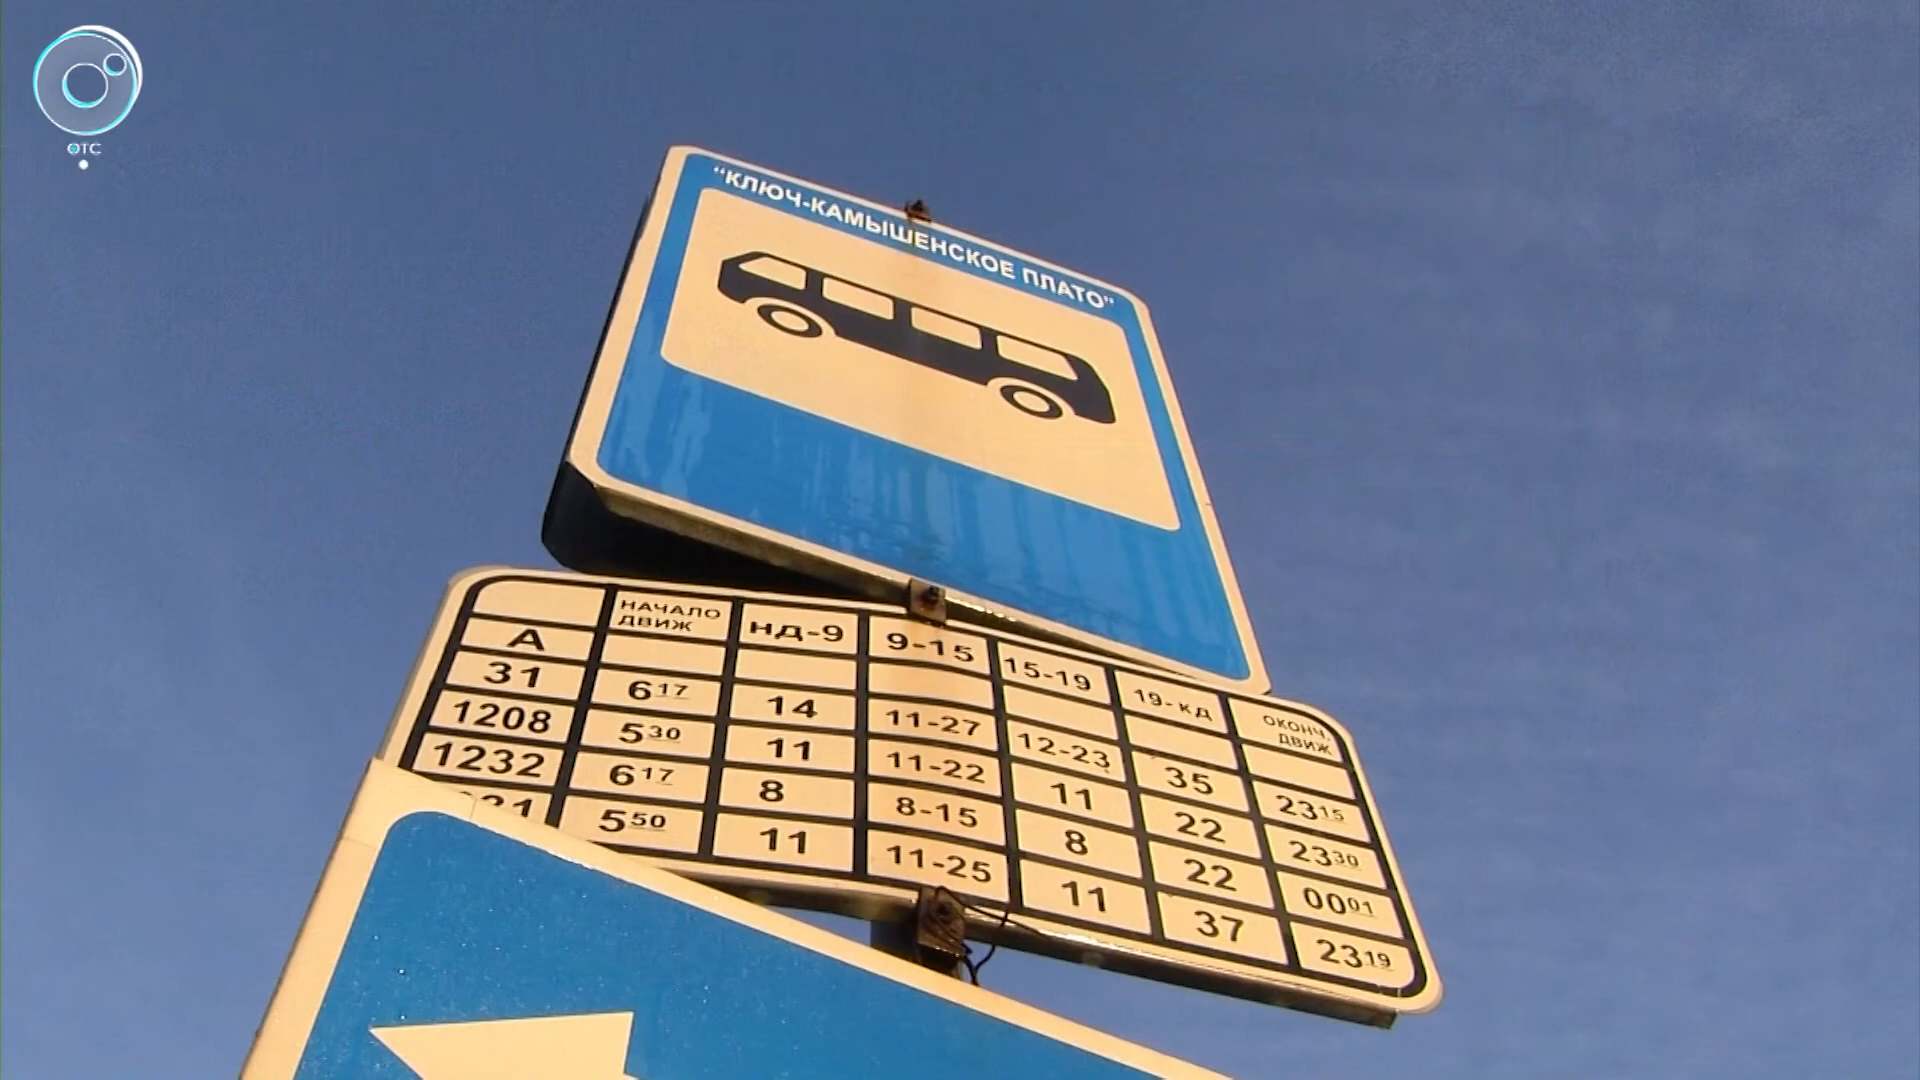 ОТС
“КЛЮЧ-КАМЫШЕНСКОЕ ПЛАТО”
НАЧАЛО ДВИЖ нд-9 9-15 15-19 19-кд ОКОНЧ. ДВИЖ
А
31 6 17 14 11-27 12-23 35 23 15
1208 5 30 11 11-22 11 22 23 30
1232 6 17 8 8-15 8 22 00 01
5 50 11 11-25 11 37 23 19